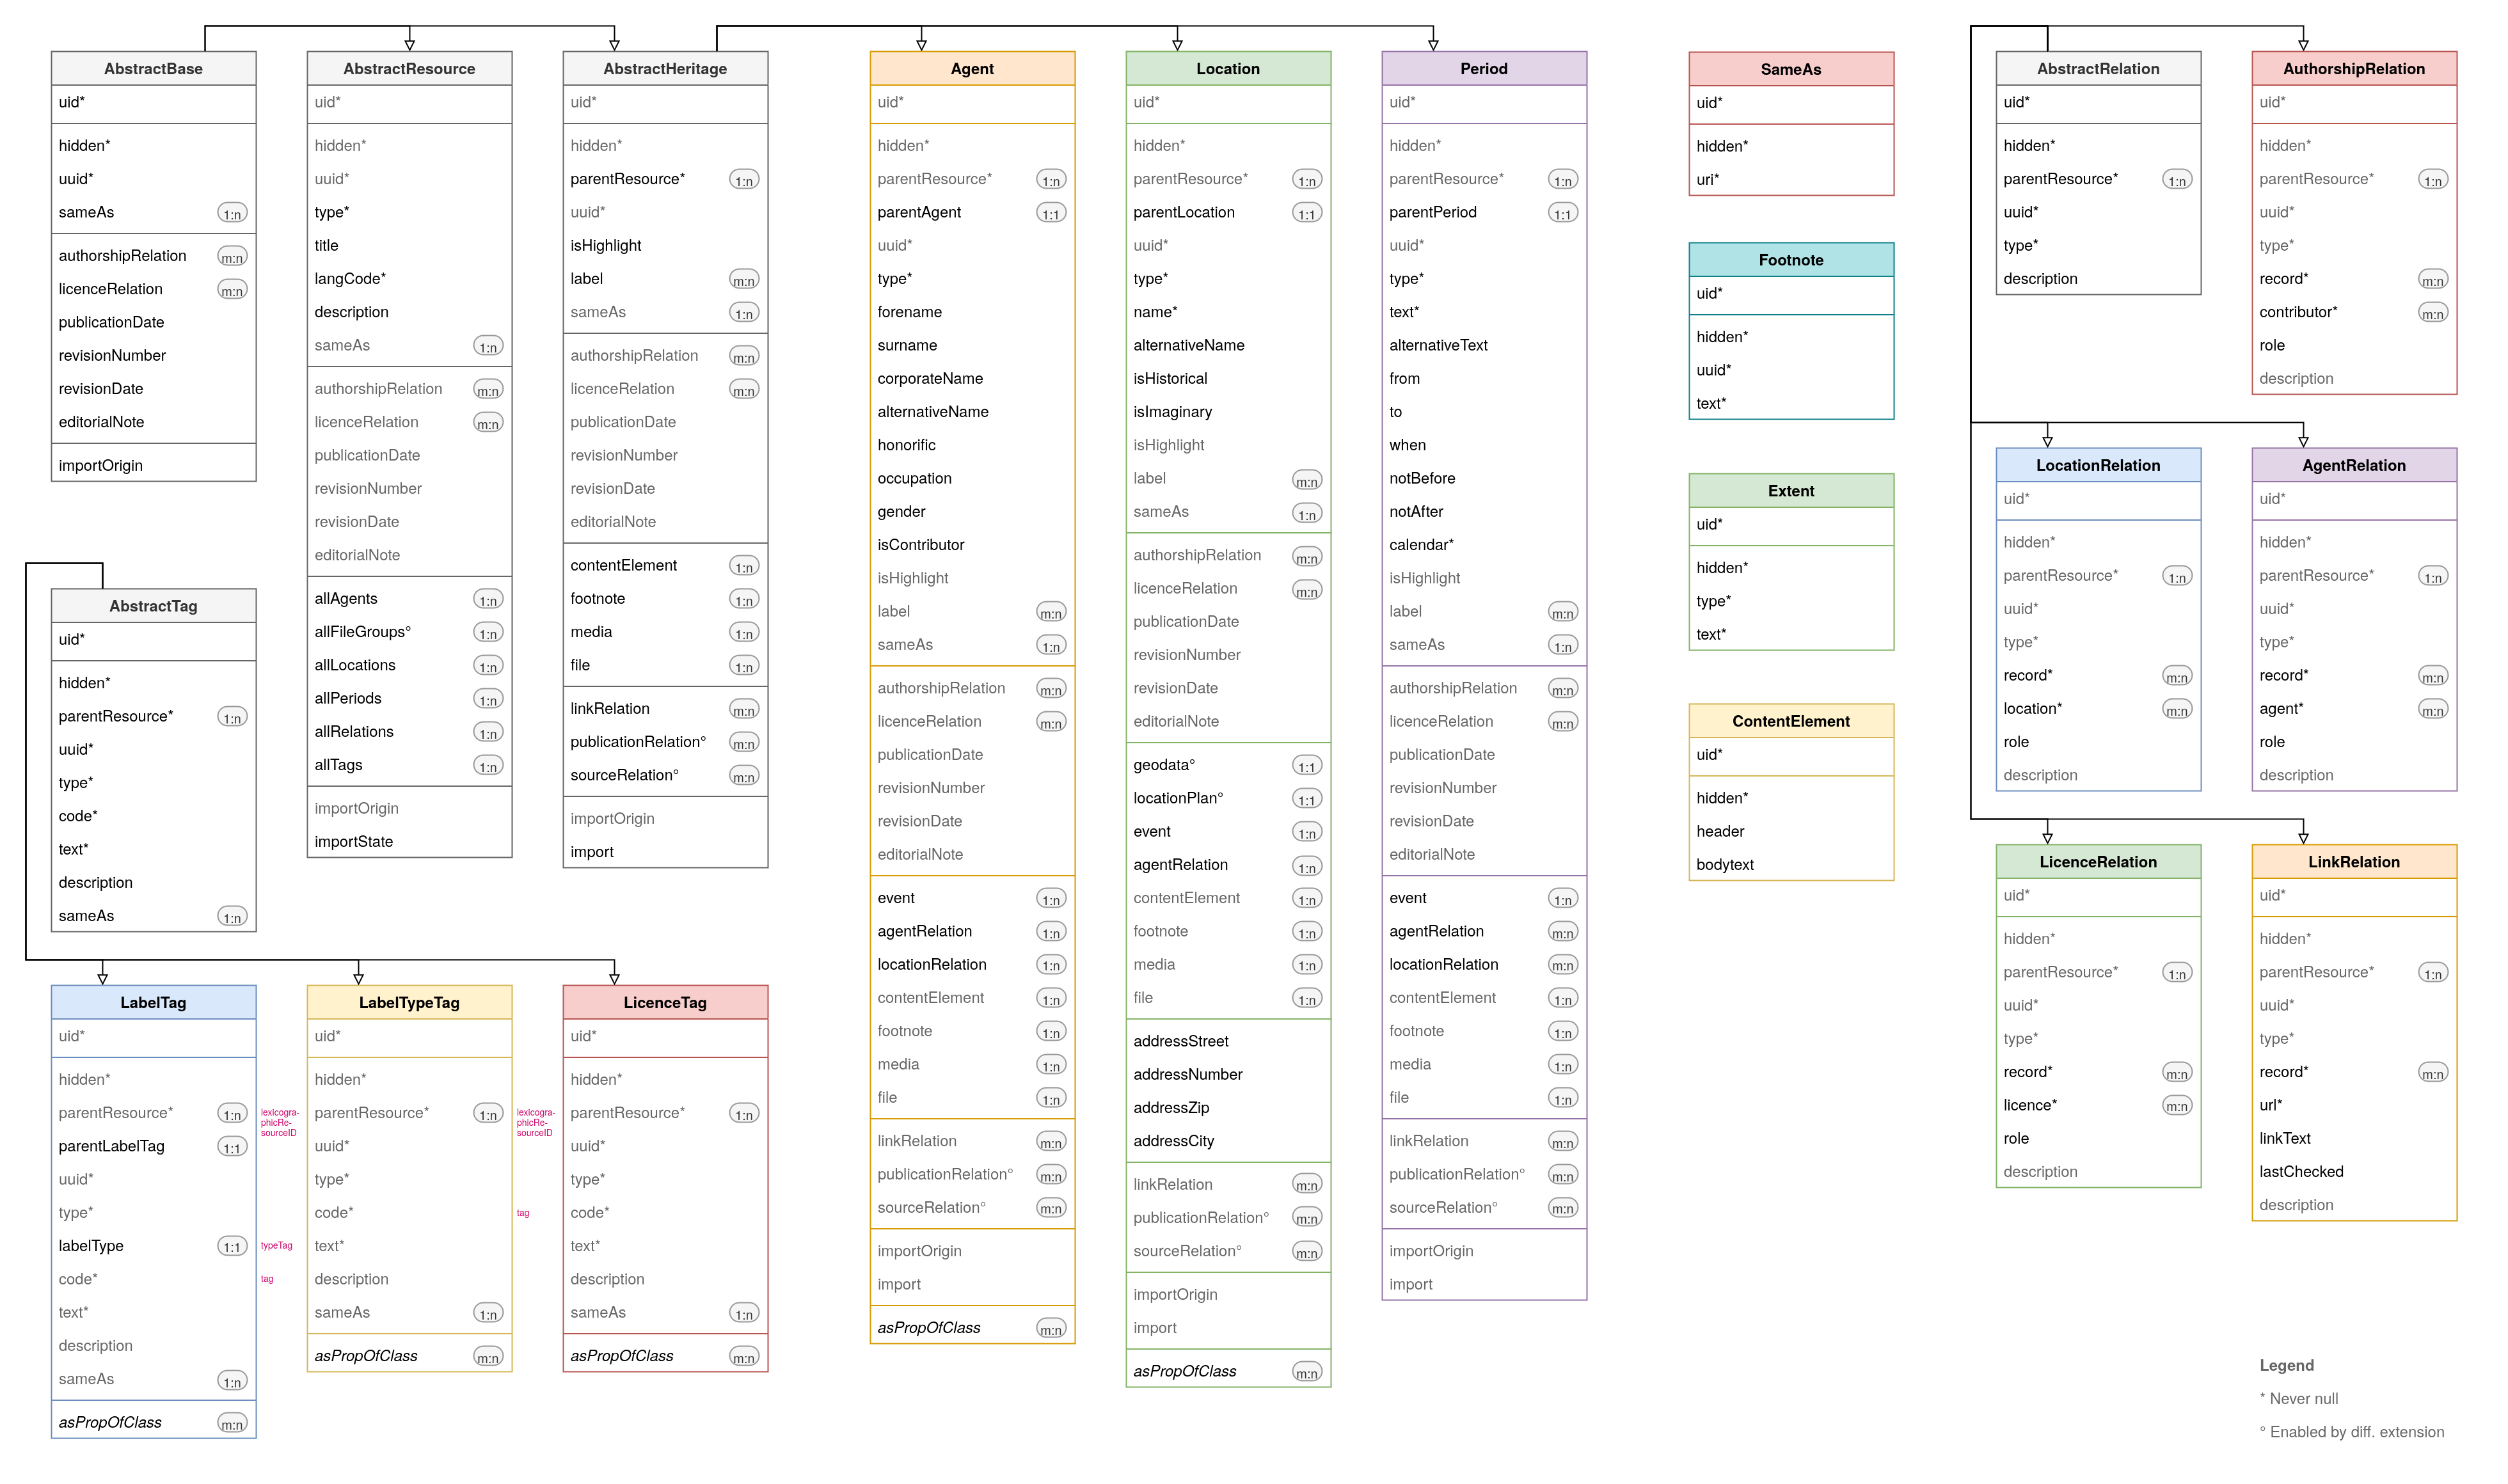 AbstractBase
uid*
hidden*
uuid*
sameAs 1:n
authorshipRelation m:n
licenceRelation m:n
publicationDate
revisionNumber
revisionDate
editorialNote
importOrigin
AbstractResource
uid*
hidden*
uuid*
type*
title
langCode*
description
sameAs 1:n
authorshipRelation m:n
licenceRelation m:n
publicationDate
revisionNumber
revisionDate
editorialNote
allAgents 1:n
allFileGroups° 1:n
allLocations 1:n
allPeriods 1:n
allRelations 1:n
allTags 1:n
importOrigin
importState
AbstractHeritage
uid*
hidden*
parentResource* 1:n
uuid*
isHighlight
label m:n
sameAs 1:n
authorshipRelation m:n
licenceRelation m:n
publicationDate
revisionNumber
revisionDate
editorialNote
contentElement 1:n
footnote 1:n
media 1:n
file 1:n
linkRelation m:n
publicationRelation° m:n
sourceRelation° m:n
importOrigin
import
AbstractTag
uid*
hidden*
parentResource* 1:n
uuid*
type*
code*
text*
description
sameAs 1:n
LabelTag
uid*
hidden*
parentResource* 1:n lexicogra-
phicRe-
sourceID
parentLabelTag 1:1
uuid*
type*
labelType 1:1 typeTag
code* tag
text*
description
sameAs 1:n
asPropOfClass m:n
LabelTypeTag
uid*
hidden*
parentResource* 1:n lexicogra-
phicRe-
sourceID
uuid*
type*
code* tag
text*
description
sameAs 1:n
asPropOfClass m:n
LicenceTag
uid*
hidden*
parentResource* 1:n
uuid*
type*
code*
text*
description
sameAs 1:n
asPropOfClass m:n
Agent
uid*
hidden*
parentResource* 1:n
parentAgent 1:1
uuid*
type*
forename
surname
corporateName
alternativeName
honorific
occupation
gender
isContributor
isHighlight
label m:n
sameAs 1:n
authorshipRelation m:n
licenceRelation m:n
publicationDate
revisionNumber
revisionDate
editorialNote
event 1:n
agentRelation 1:n
locationRelation 1:n
contentElement 1:n
footnote 1:n
media 1:n
file 1:n
linkRelation m:n
publicationRelation° m:n
sourceRelation° m:n
importOrigin
import
asPropOfClass m:n
Location
uid*
hidden*
parentResource* 1:n
parentLocation 1:1
uuid*
type*
name*
alternativeName
isHistorical
isImaginary
isHighlight
label m:n
sameAs 1:n
authorshipRelation m:n
licenceRelation m:n
publicationDate
revisionNumber
revisionDate
editorialNote
geodata° 1:1
locationPlan° 1:1
event 1:n
agentRelation 1:n
contentElement 1:n
footnote 1:n
media 1:n
file 1:n
addressStreet
addressNumber
addressZip
addressCity
linkRelation m:n
publicationRelation° m:n
sourceRelation° m:n
importOrigin
import
asPropOfClass m:n
Period
uid*
hidden*
parentResource* 1:n
parentPeriod 1:1
uuid*
type*
text*
alternativeText
from
to
when
notBefore
notAfter
calendar*
isHighlight
label m:n
sameAs 1:n
authorshipRelation m:n
licenceRelation m:n
publicationDate
revisionNumber
revisionDate
editorialNote
event 1:n
agentRelation m:n
locationRelation m:n
contentElement 1:n
footnote 1:n
media 1:n
file 1:n
linkRelation m:n
publicationRelation° m:n
sourceRelation° m:n
importOrigin
import
SameAs
uid*
hidden*
uri*
Footnote
uid*
hidden*
uuid*
text*
Extent
uid*
hidden*
type*
text*
ContentElement
uid*
hidden*
header
bodytext
AbstractRelation
uid*
hidden*
parentResource* 1:n
uuid*
type*
description
AuthorshipRelation
uid*
hidden*
parentResource* 1:n
uuid*
type*
record* m:n
contributor* m:n
role
description
LocationRelation
uid*
hidden*
parentResource* 1:n
uuid*
type*
record* m:n
location* m:n
role
description
AgentRelation
uid*
hidden*
parentResource* 1:n
uuid*
type*
record* m:n
agent* m:n
role
description
LicenceRelation
uid*
hidden*
parentResource* 1:n
uuid*
type*
record* m:n
licence* m:n
role
description
LinkRelation
uid*
hidden*
parentResource* 1:n
uuid*
type*
record* m:n
url*
linkText
lastChecked
description
Legend
* Never null
° Enabled by diff. extension